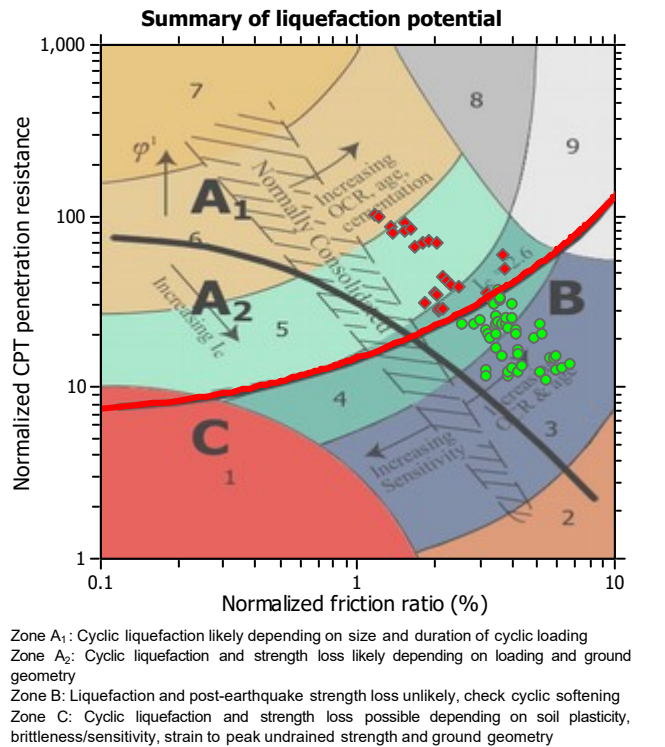 Summary of liquefaction potential
1,000
7
8
9
φ'
Increasing
OCR, age,
cementation
A1
Normally Consolidated
100
6
A2
2.6
B
Increasing Ic
5
10
4
Increasing
OCR & age
3
C
1
Increasing
Sensitivity
2
1
0.1
1
10
Normalized CPT penetration resistance
Normalized friction ratio (%)
Zone A1: Cyclic liquefaction likely depending on size and duration of cyclic loading
Zone A2: Cyclic liquefaction and strength loss likely depending on loading and ground
geometry
Zone B: Liquefaction and post-earthquake strength loss unlikely, check cyclic softening
Zone C: Cyclic liquefaction and strength loss possible depending on soil plasticity,
brittleness/sensitivity, strain to peak undrained strength and ground geometry